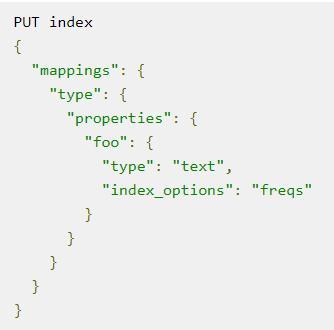 PUT index
{
  "mappings": {
    "type": {
      "properties": {
        "foo": {
          "type": "text",
          "index_options": "freqs"
        }
      }
    }
  }
}